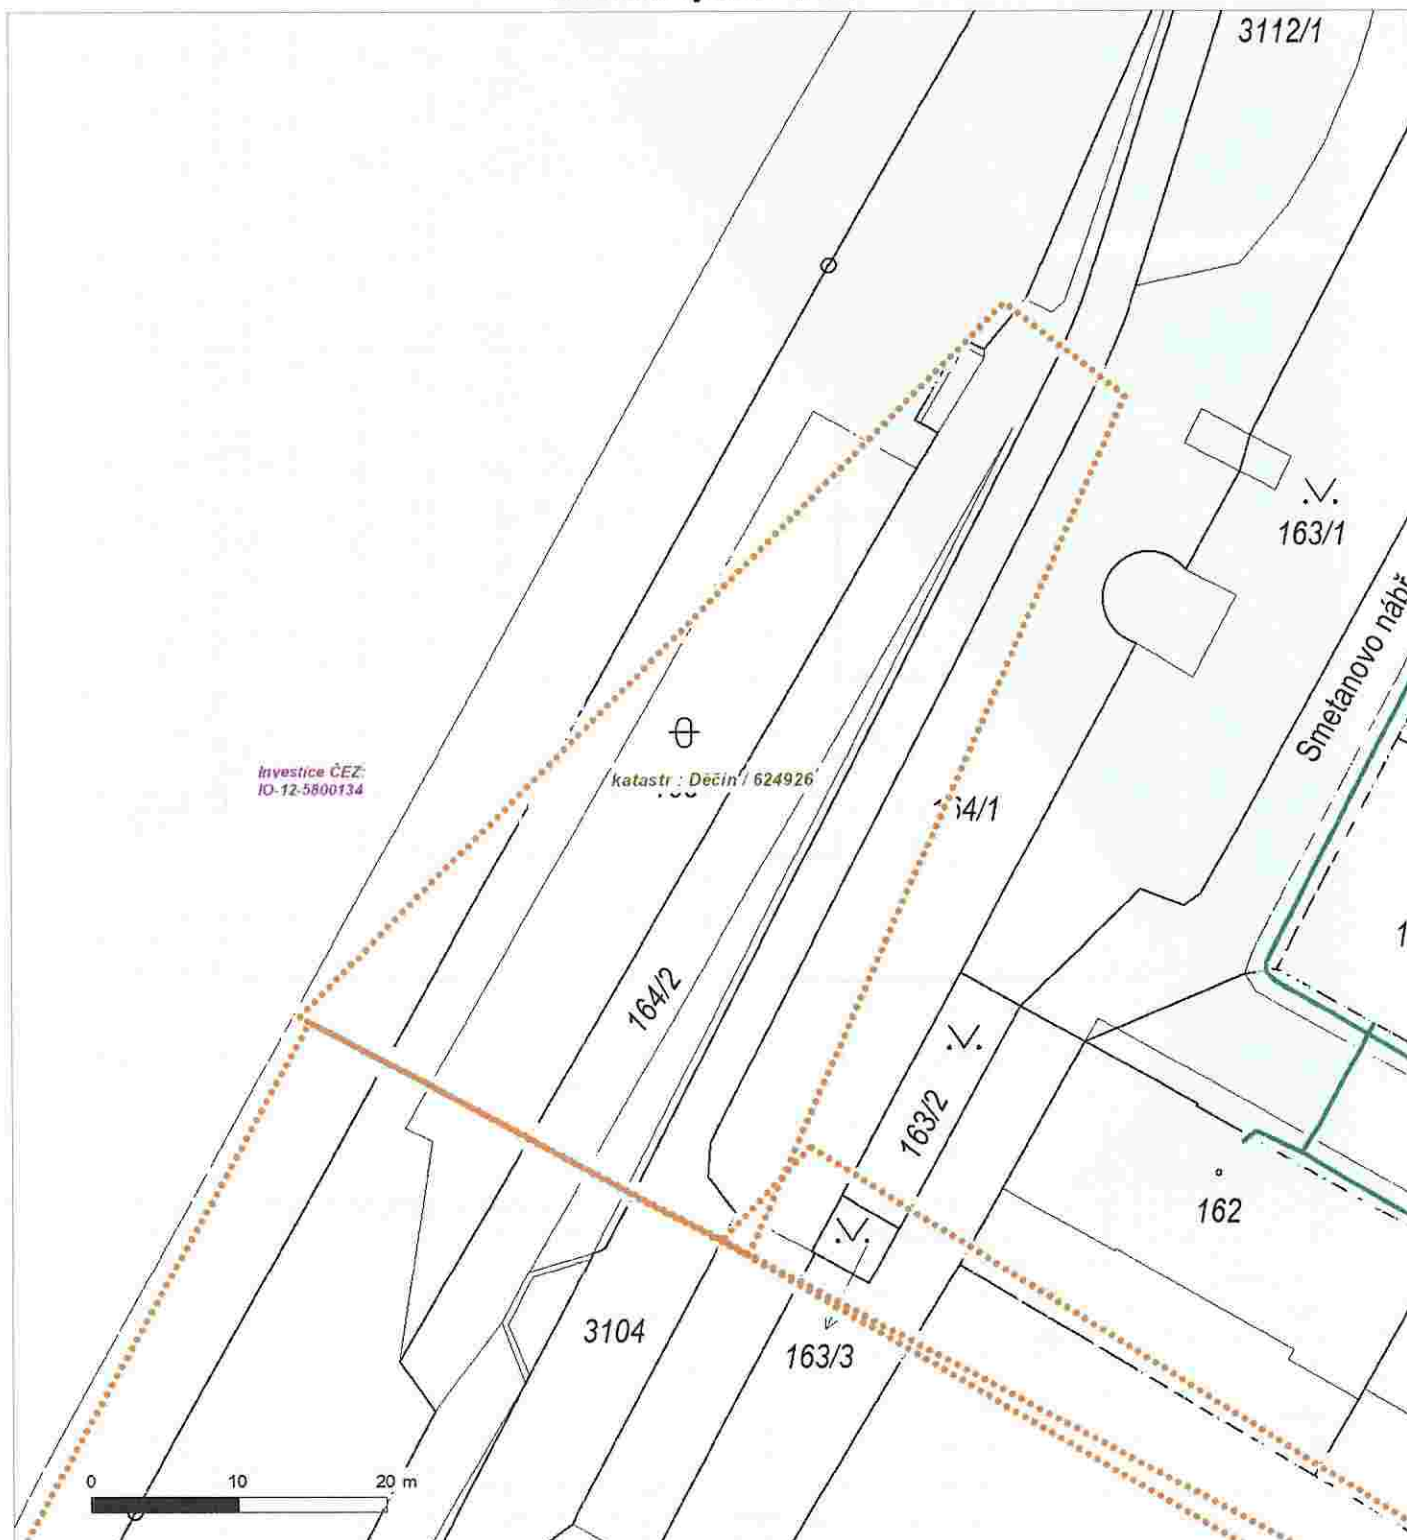 3112/1
163/1
Smetanovo nábř
Investice ČEZ:
IO-12-5800134
katastr : Děčín / 624926
164/2
163/2
162
3104
163/3
0 10 20 m